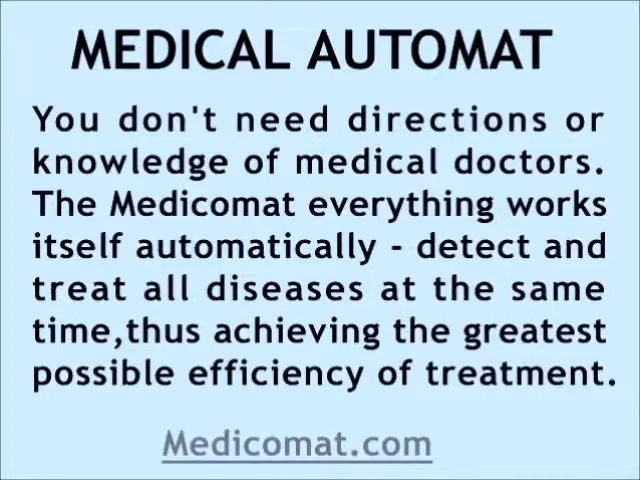 MEDICAL AUTOMAT
You don't need directions or
knowledge of medical doctors.
The Medicomat everything works
itself automatically - detect and
treat all diseases at the same
time,thus achieving the greatest
possible efficiency of treatment.
Medicomat.com